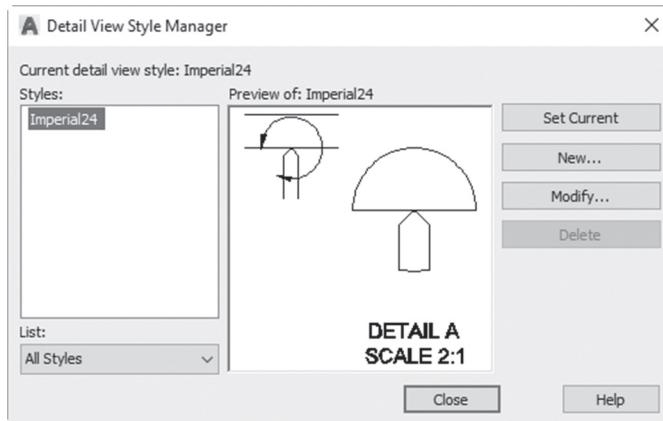 Detail View Style Manager
Current detail view style: Imperial24
Styles:
Preview of: Imperial24
Imperial24
Set Current
New...
Modify...
Delete
DETAIL A
SCALE 2:1
List:
All Styles
Close
Help